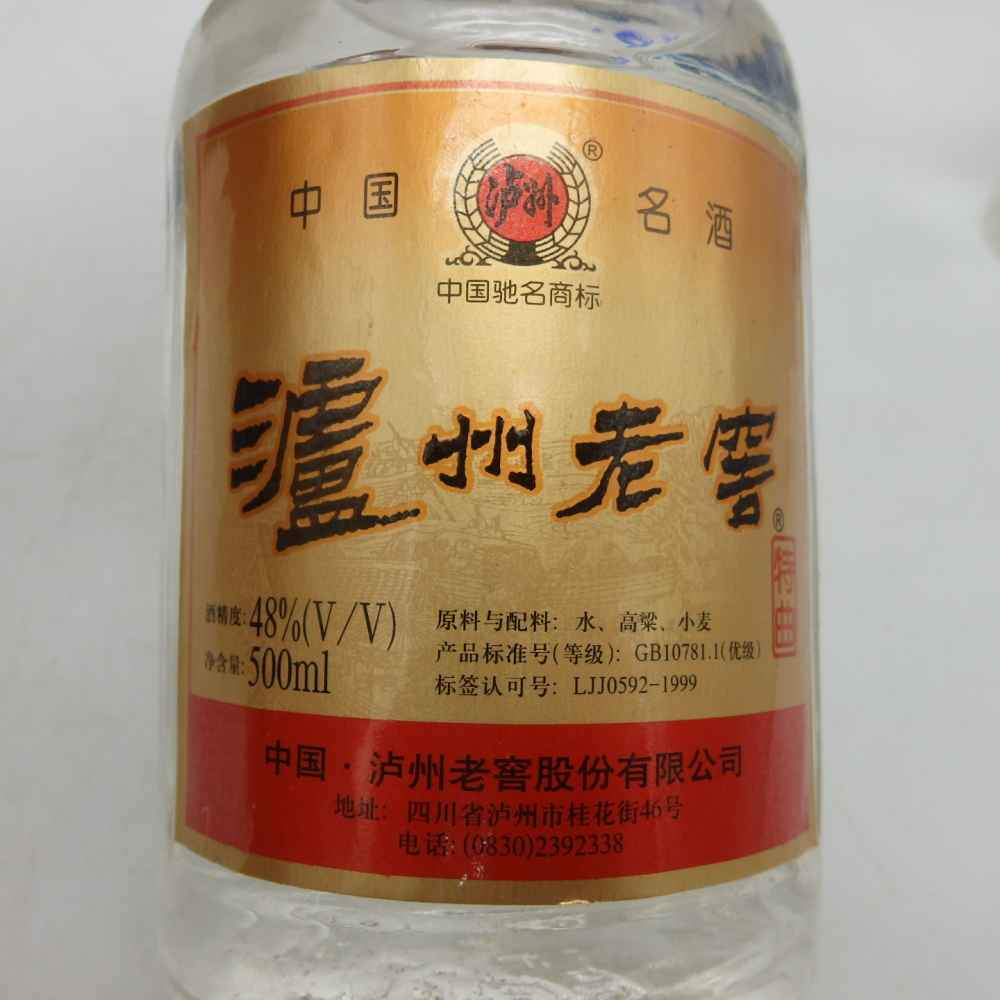 中国 名酒
泸州
®
中国驰名商标
瀘州老窖
®
特曲
酒精度:48%(V/V)
净含量:500ml
原料与配料: 水、高粱、小麦
产品标准号(等级): GB10781.1(优级)
标签认可号: LJJ0592-1999
中国·泸州老窖股份有限公司
地址: 四川省泸州市桂花街46号
电话: (0830)2392338